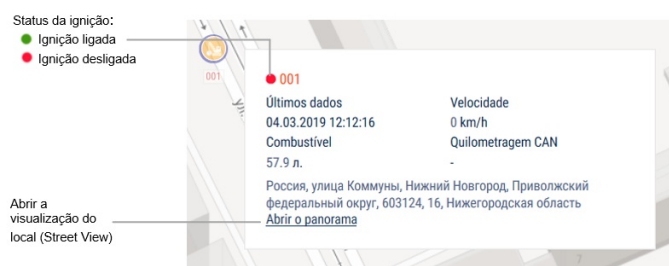 Status da ignição:
Ignição ligada
Ignição desligada
001
001
Últimos dados
Velocidade
04.03.2019 12:12:16
0 km/h
Combustível
Quilometragem CAN
57.9 л.
-
Россия, улица Коммуны, Нижний Новгород, Приволжский
федеральный округ, 603124, 16, Нижегородская область
Abrir o panorama
Abrir a
visualização do
local (Street View)
7